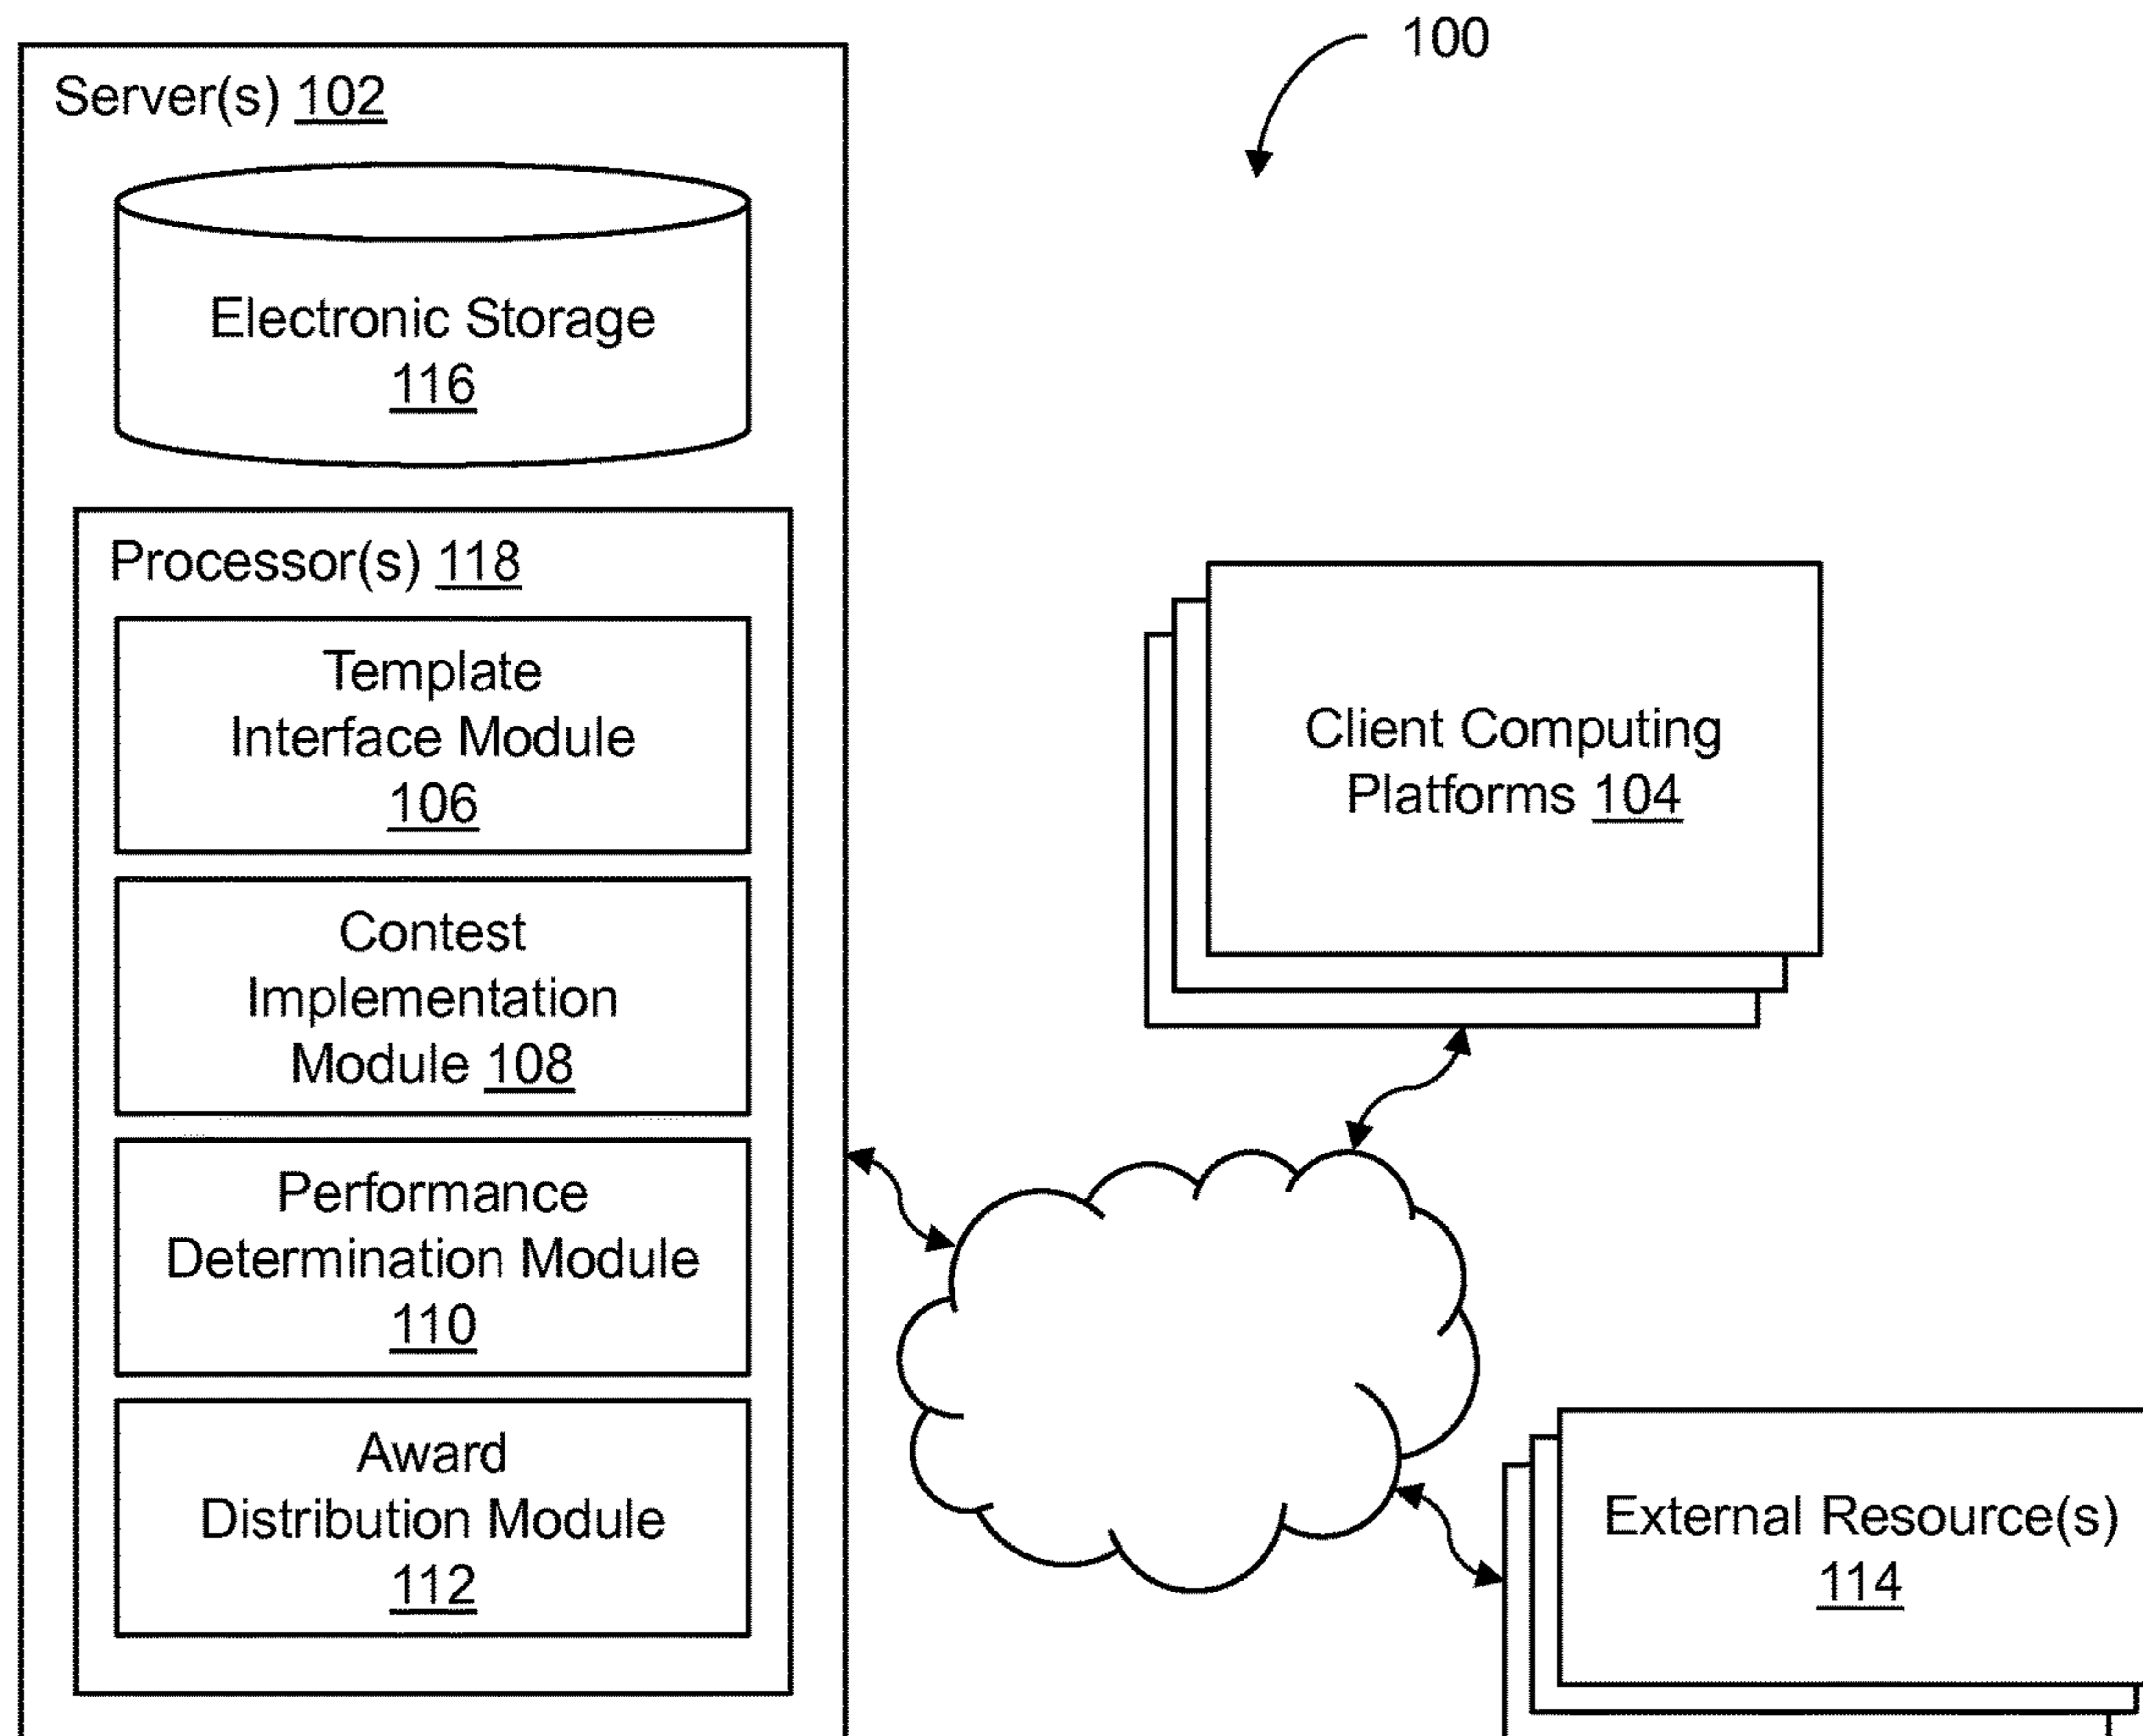 100
Server(s) 102
Electronic Storage
116
Processor(s) 118
Template
Interface Module
106
Contest
Implementation
Module 108
Performance
Determination Module
110
Award
Distribution Module
112
Client Computing
Platforms 104
External Resource(s)
114